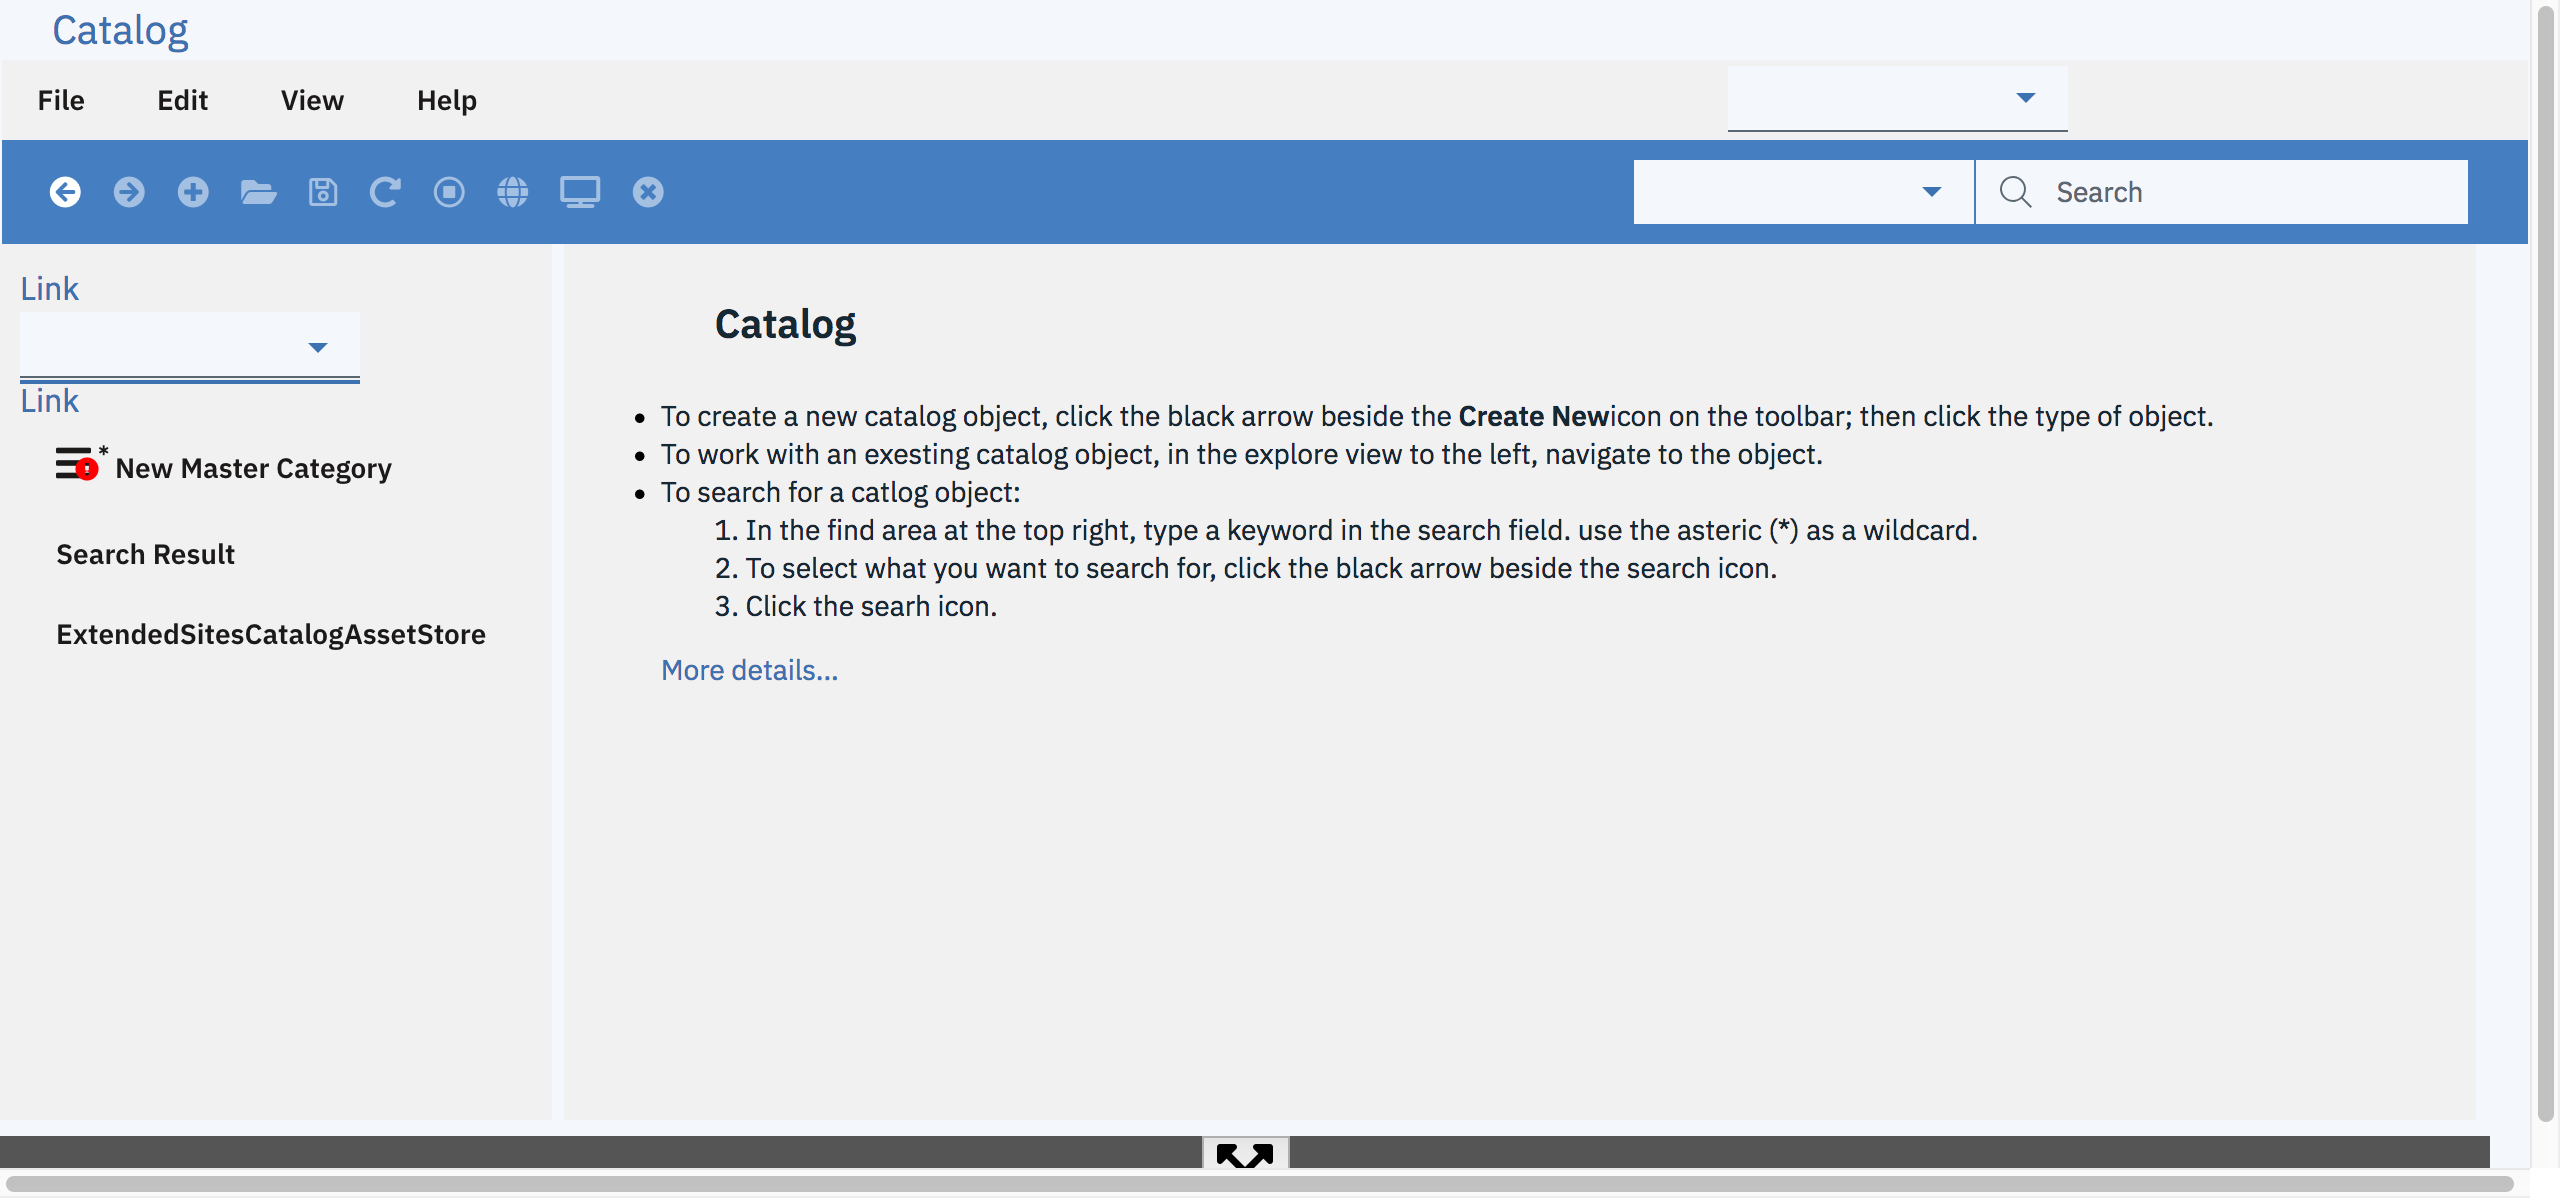 Catalog
File Edit View Help
Search
Link
Link
* New Master Category
Search Result
ExtendedSitesCatalogAssetStore
Catalog
• To create a new catalog object, click the black arrow beside the Create Newicon on the toolbar; then click the type of object.
• To work with an exesting catalog object, in the explore view to the left, navigate to the object.
• To search for a catlog object:
1. In the find area at the top right, type a keyword in the search field. use the asteric (*) as a wildcard.
2. To select what you want to search for, click the black arrow beside the search icon.
3. Click the searh icon.
More details...